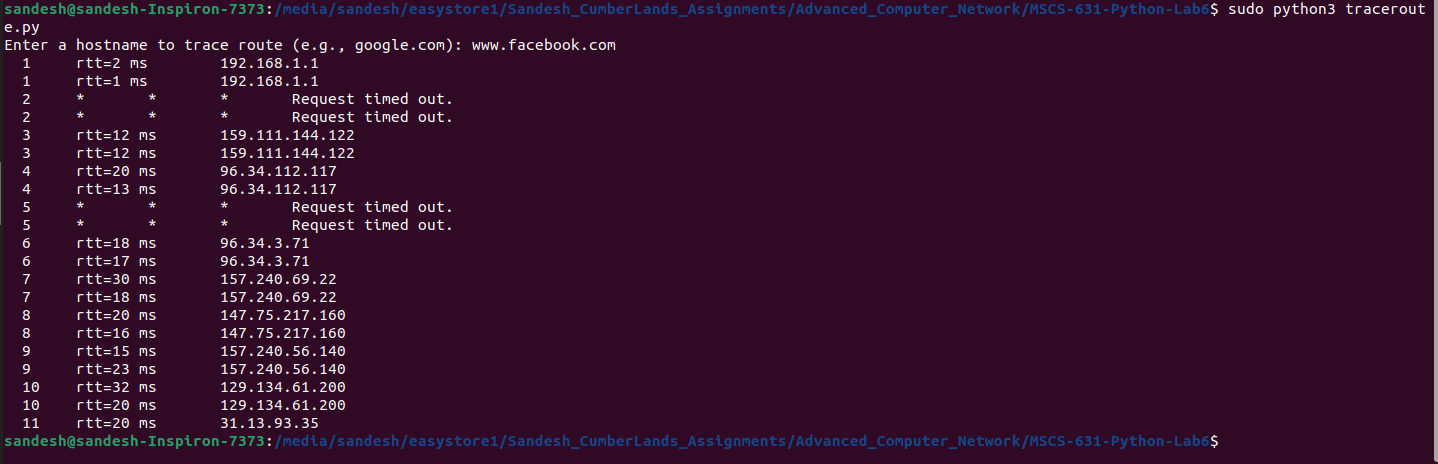 sandesh@sandesh-Inspiron-7373:/media/sandesh/easystore1/Sandesh_CumberLands_Assignments/Advanced_Computer_Network/MSCS-631-Python-Lab6$ sudo python3 tracerout
e.py
Enter a hostname to trace route (e.g., google.com): www.facebook.com
  1     rtt=2 ms        192.168.1.1
  1     rtt=1 ms        192.168.1.1
  2     *       *       *       Request timed out.
  2     *       *       *       Request timed out.
  3     rtt=12 ms       159.111.144.122
  3     rtt=12 ms       159.111.144.122
  4     rtt=20 ms       96.34.112.117
  4     rtt=13 ms       96.34.112.117
  5     *       *       *       Request timed out.
  5     *       *       *       Request timed out.
  6     rtt=18 ms       96.34.3.71
  6     rtt=17 ms       96.34.3.71
  7     rtt=30 ms       157.240.69.22
  7     rtt=18 ms       157.240.69.22
  8     rtt=20 ms       147.75.217.160
  8     rtt=16 ms       147.75.217.160
  9     rtt=15 ms       157.240.56.140
  9     rtt=23 ms       157.240.56.140
  10    rtt=32 ms       129.134.61.200
  10    rtt=20 ms       129.134.61.200
  11    rtt=20 ms       31.13.93.35
sandesh@sandesh-Inspiron-7373:/media/sandesh/easystore1/Sandesh_CumberLands_Assignments/Advanced_Computer_Network/MSCS-631-Python-Lab6$